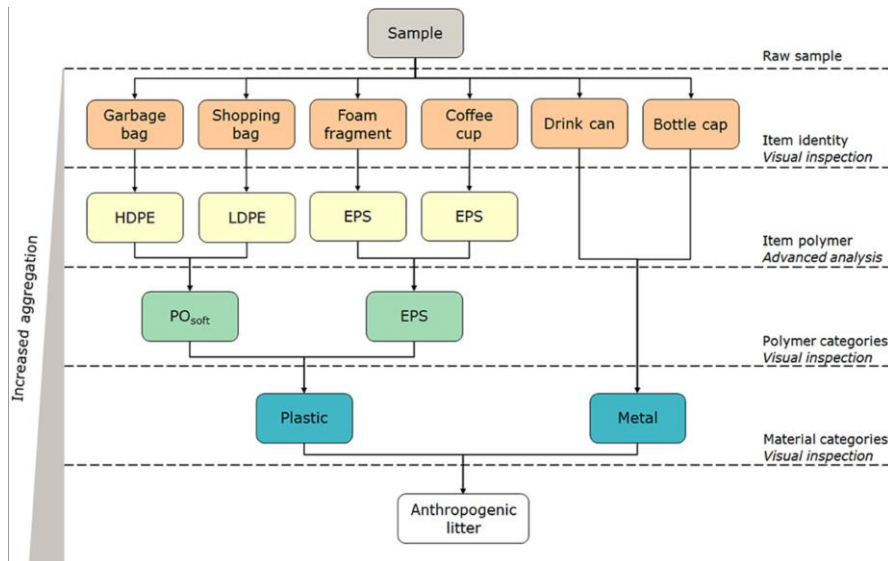 Sample
Raw sample
Garbage
bag
Shopping
bag
Foam
fragment
Coffee
cup
Drink can
Bottle cap
Item identity
Visual inspection
HDPE
LDPE
EPS
EPS
Item polymer
Advanced analysis
Increased aggregation
POsoft
EPS
Polymer categories
Visual inspection
Plastic
Metal
Material categories
Visual inspection
Anthropogenic
litter